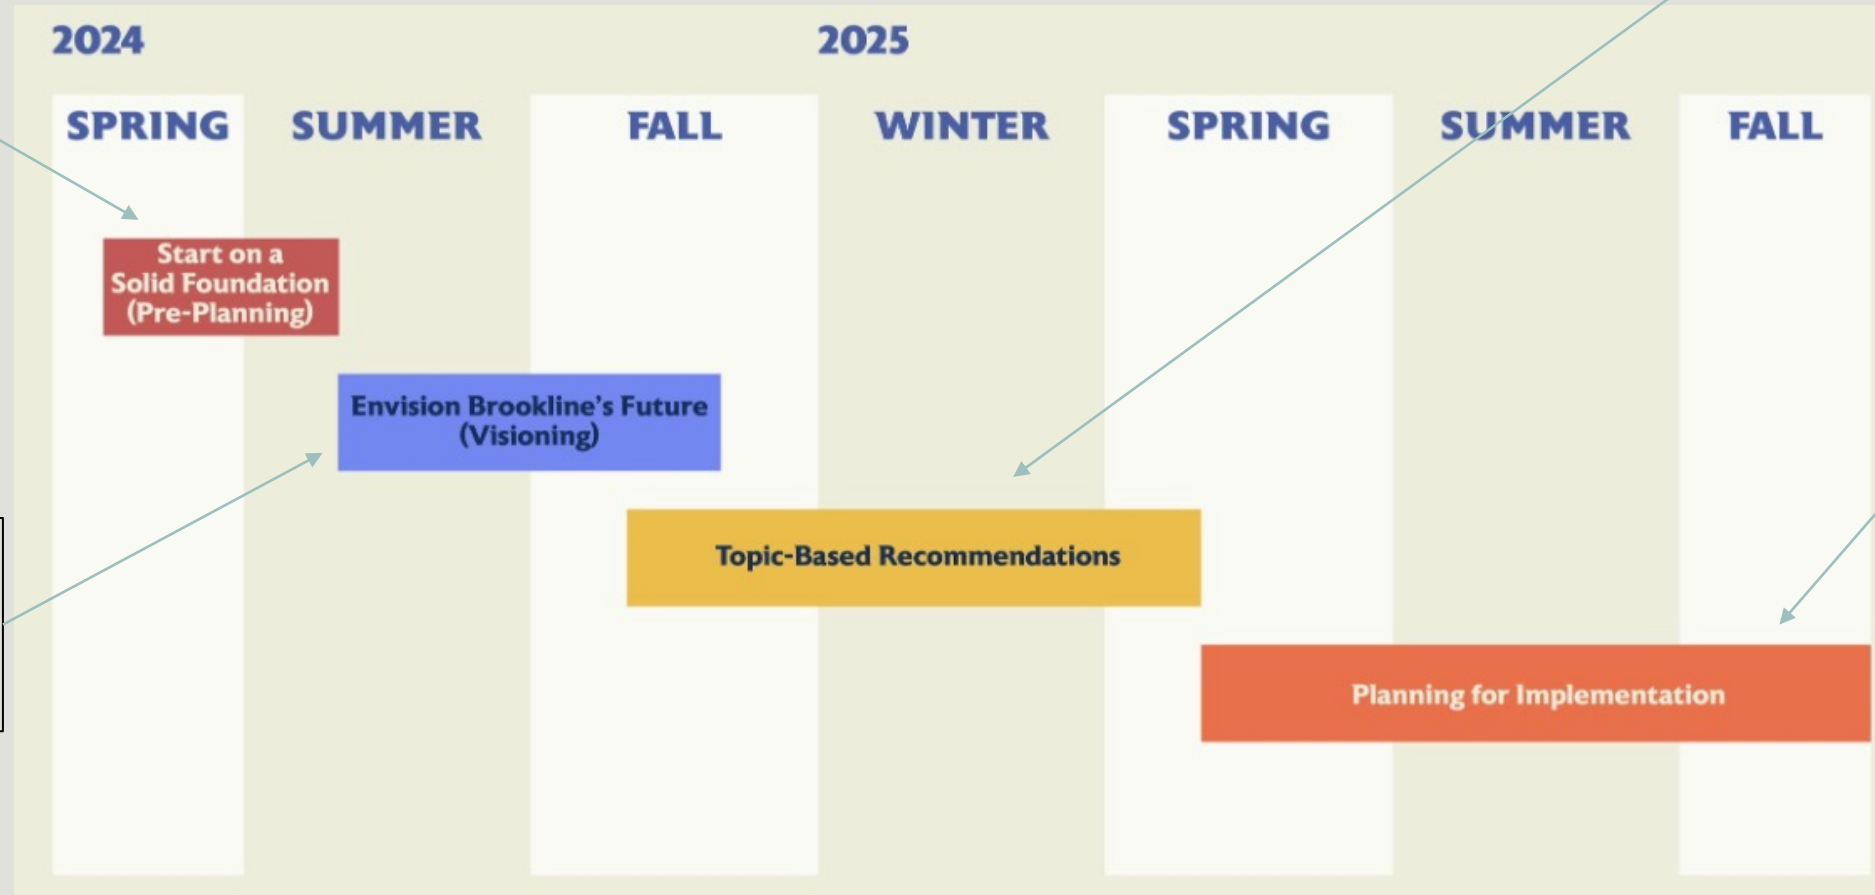 2024
2025
SPRING
SUMMER
FALL
WINTER
SPRING
SUMMER
FALL
Start on a
Solid Foundation
(Pre-Planning)
Envision Brookline's Future
(Visioning)
Topic-Based Recommendations
Planning for Implementation